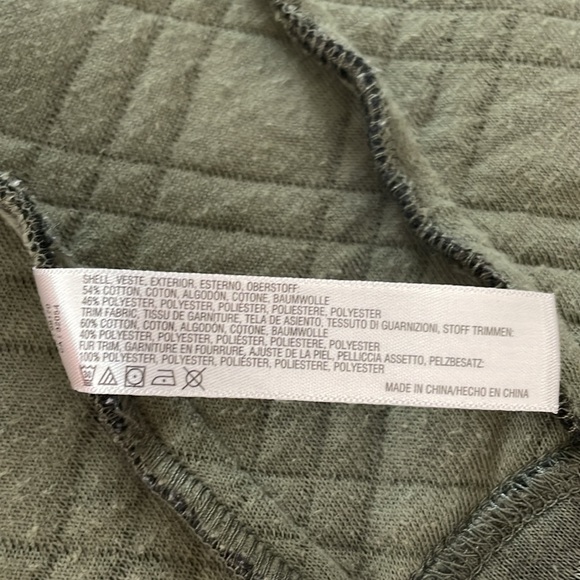 SHELL, VESTE, EXTERIOR, ESTERNO, OBERSTOFF:
54% COTTON, COTON, ALGODÓN, COTONE, BAUMWOLLE
46% POLYESTER, POLYESTER, POLIÉSTER, POLIESTERE, POLYESTER
TRIM FABRIC, TISSU DE GARNITURE, TELA DE ASIENTO, TESSUTO DI GUARNIZIONI, STOFF TRIMMEN:
60% COTTON, COTON, ALGODÓN, COTONE, BAUMWOLLE
40% POLYESTER, POLYESTER, POLIÉSTER, POLIESTERE, POLYESTER
FUR TRIM, GARNITURE EN FOURRURE, AJUSTE DE LA PIEL, PELLICCIA ASSETTO, PELZBESATZ:
100% POLYESTER, POLYESTER, POLIÉSTER, POLIESTERE, POLYESTER
MADE IN CHINA/HECHO EN CHINA